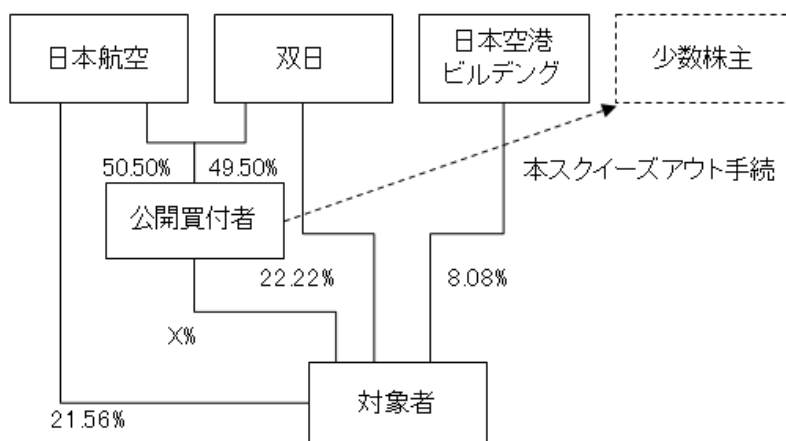 日本航空
双日
日本空港
ビルデング
少数株主
50.50%
49.50%
本スクイーズアウト手続
公開買付者
22.22%
8.08%
X%
対象者
21.56%